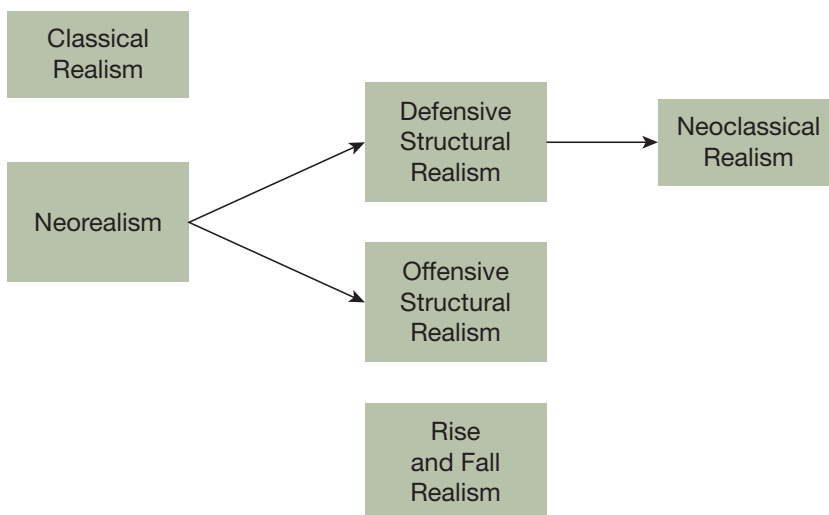 Classical
Realism
Neorealism
Defensive
Structural
Realism
Offensive
Structural
Realism
Rise
and Fall
Realism
Neoclassical
Realism